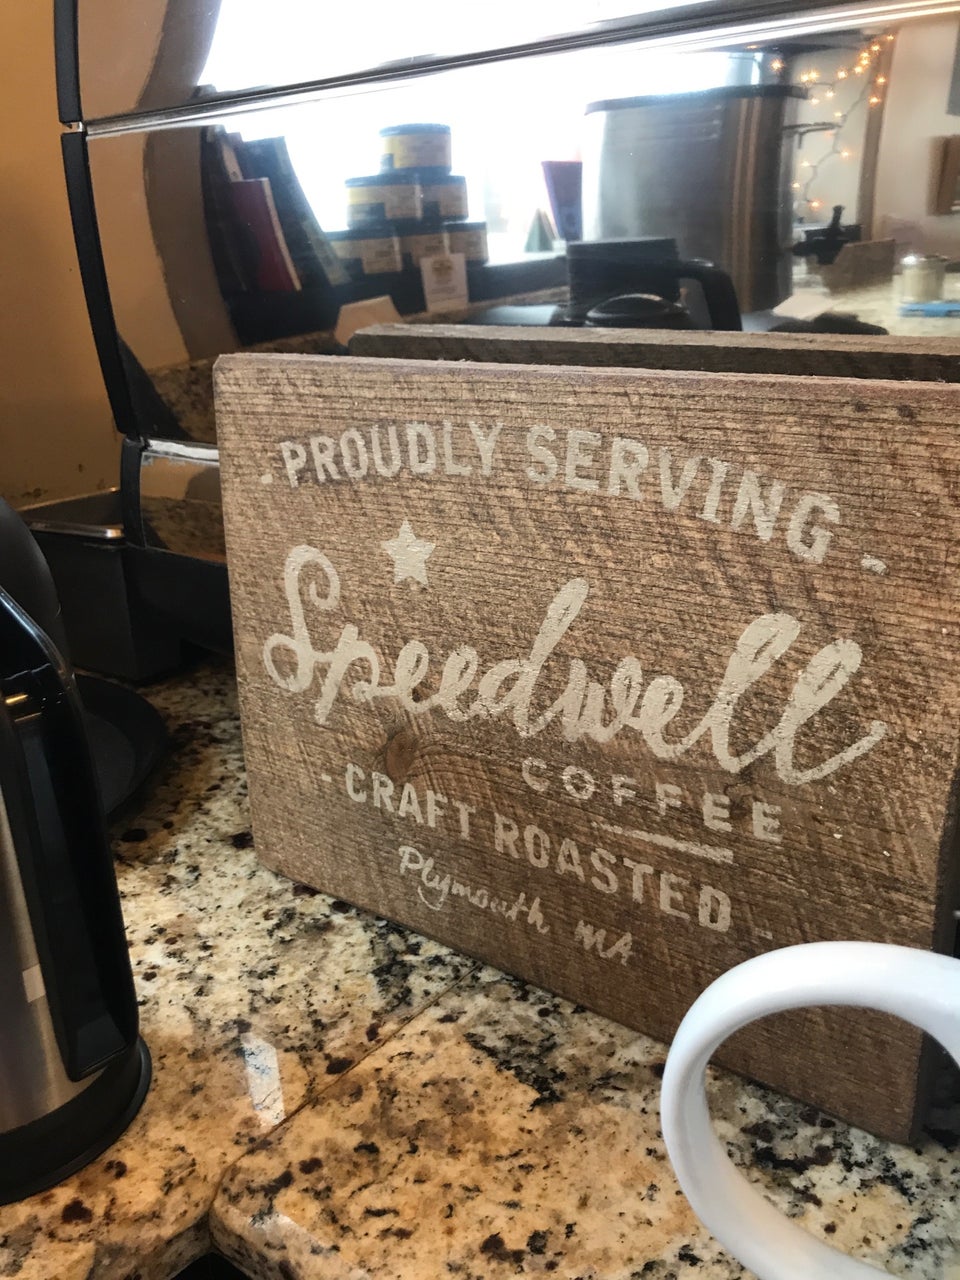 - PROUDLY SERVING -
Speedwell
COFFEE
- CRAFT ROASTED -
Plymouth, MA